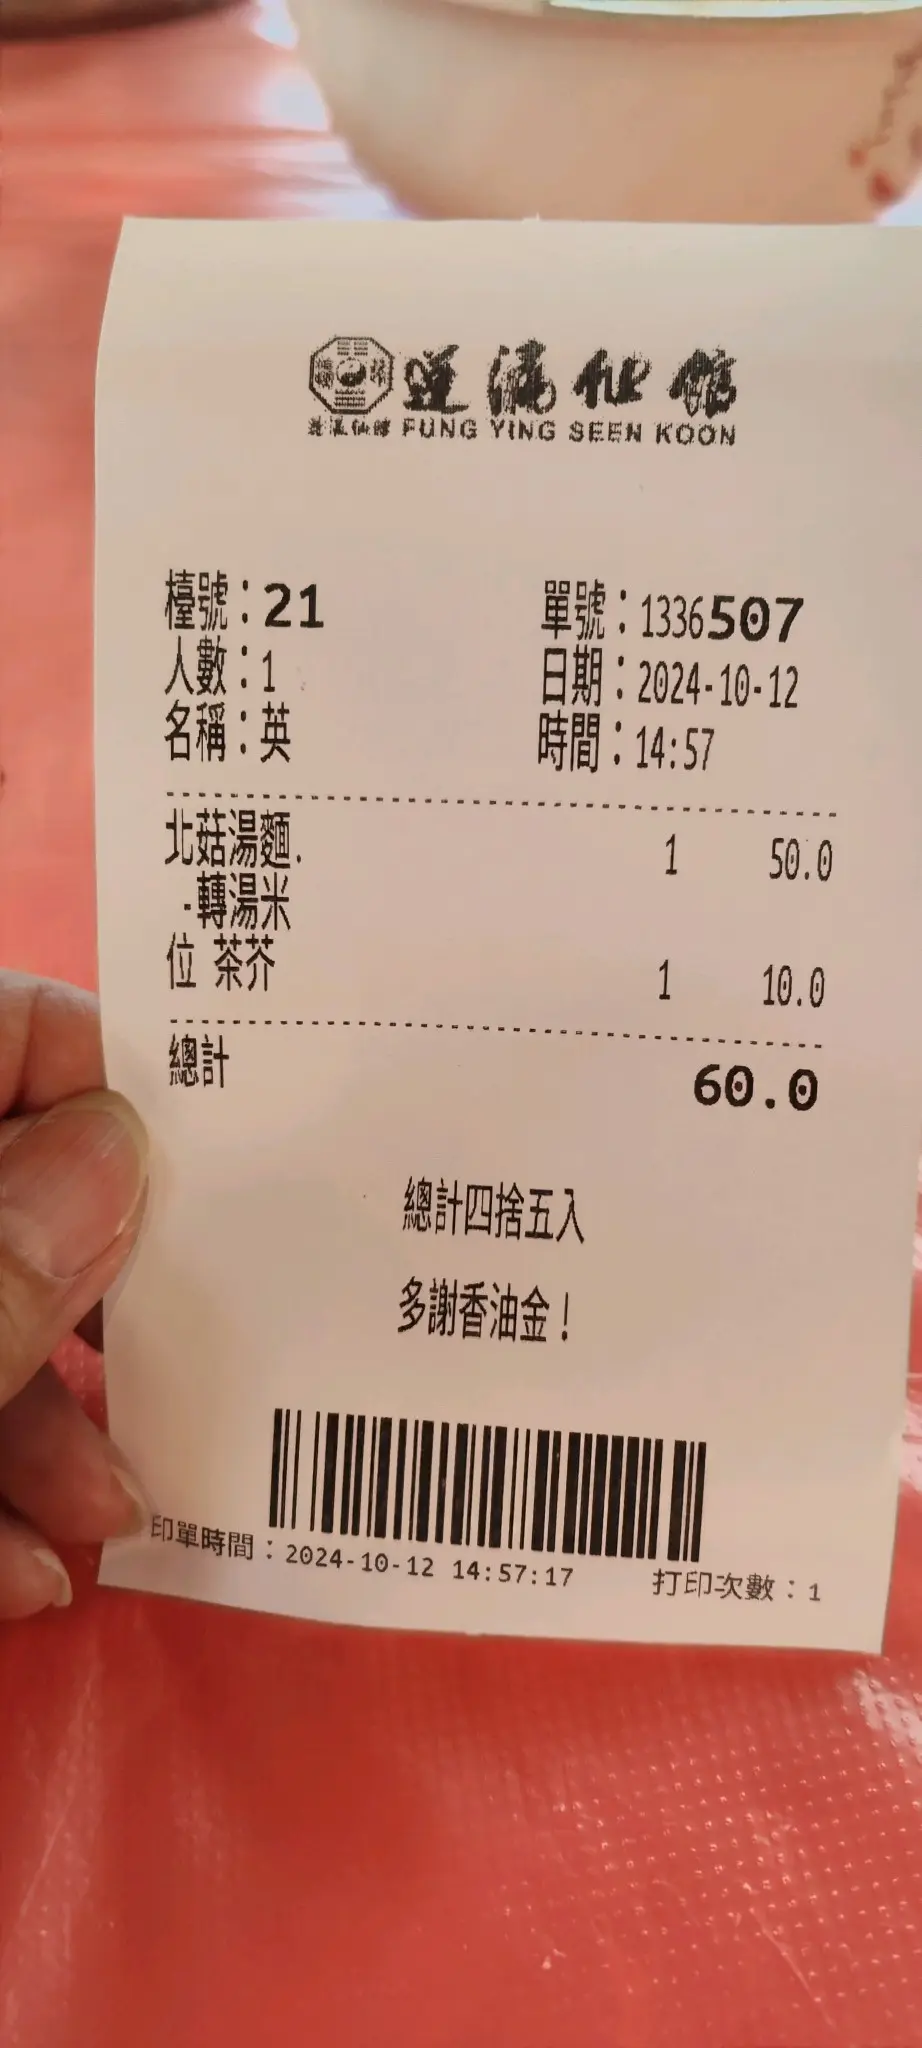 蓬瀛仙館
蓬瀛仙館 FUNG YING SEEN KOON
檯號：21 單號：1336507
人數：1 日期：2024-10-12
名稱：英 時間：14:57
北菇湯麵. 1 50.0
-轉湯米
位 茶芥 1 10.0
總計 60.0
總計四捨五入
多謝香油金！
印單時間：2024-10-12 14:57:17 打印次數：1